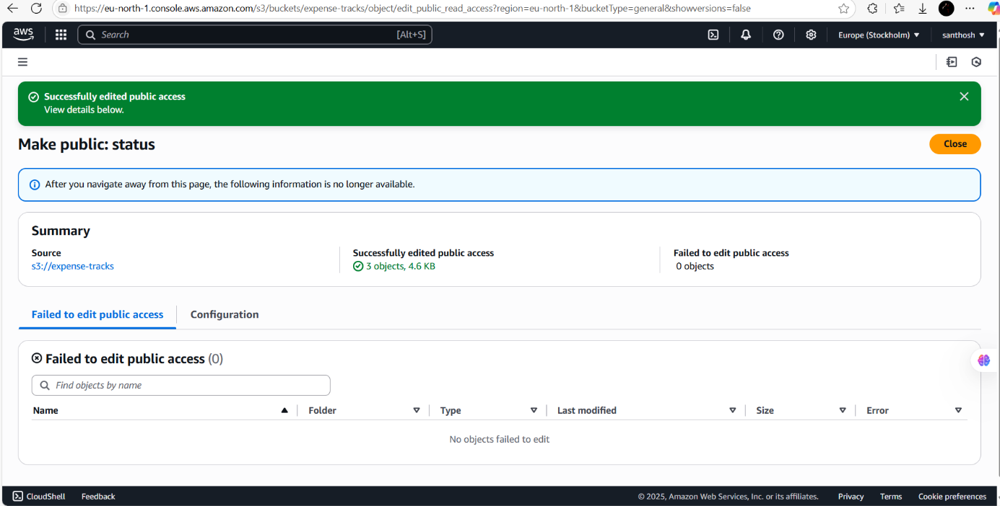 https://eu-north-1.console.aws.amazon.com/s3/buckets/expense-tracks/object/edit_public_read_access?region=eu-north-1&bucketType=general&showversions=false
aws
Search [Alt+S]
Europe (Stockholm)
santhosh
Successfully edited public access
View details below.
Make public: status
Close
After you navigate away from this page, the following information is no longer available.
Summary
Source
s3://expense-tracks
Successfully edited public access
3 objects, 4.6 KB
Failed to edit public access
0 objects
Failed to edit public access
Configuration
Failed to edit public access (0)
Find objects by name
Name Folder Type Last modified Size Error
No objects failed to edit
CloudShell Feedback © 2025, Amazon Web Services, Inc. or its affiliates. Privacy Terms Cookie preferences